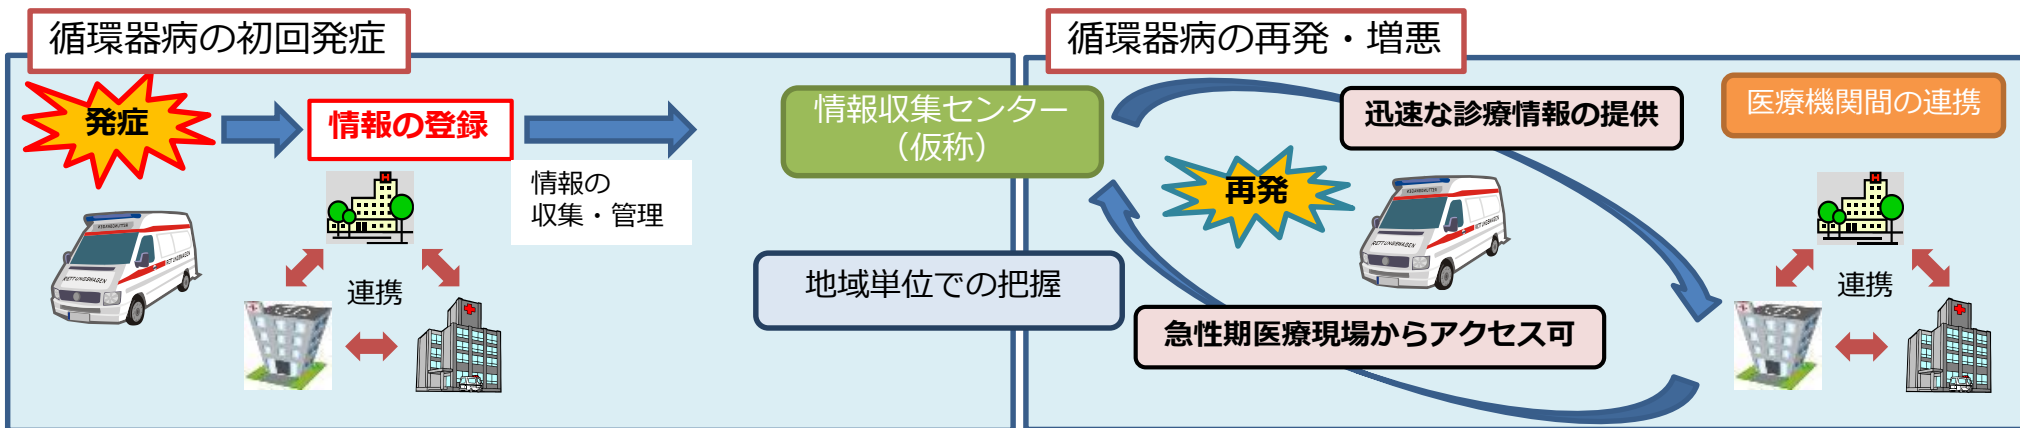 循環器病の初回発症
発症
情報の登録
情報の
収集・管理
連携
情報収集センター
（仮称）
地域単位での把握
循環器病の再発・増悪
迅速な診療情報の提供
再発
急性期医療現場からアクセス可
医療機関間の連携
連携
H
H
RETTUNGSWAGEN
RETTUNGSWAGEN